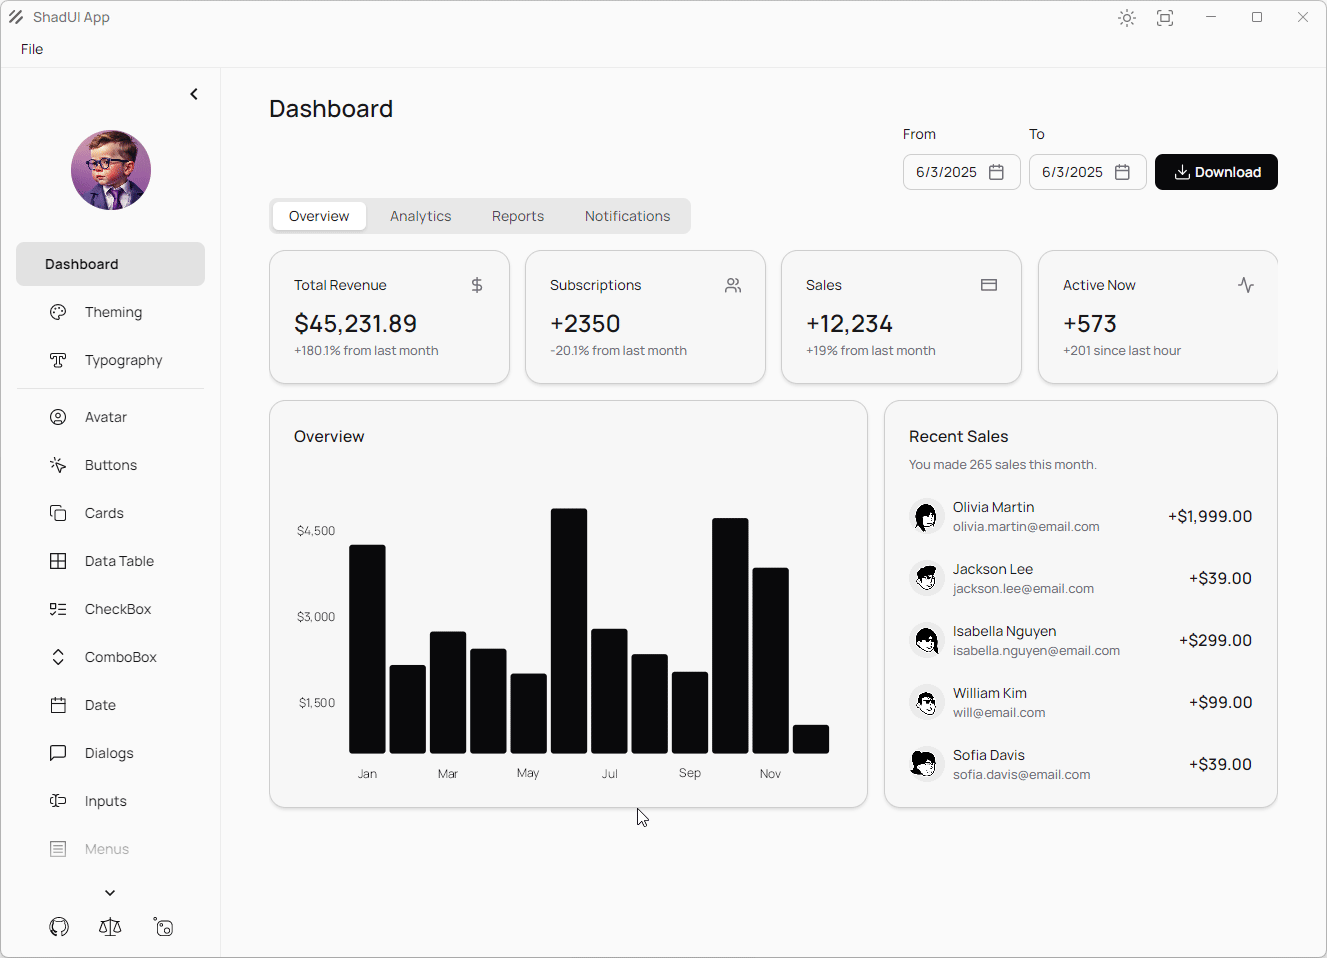 ShadUI App
File
Dashboard
Theming
Typography
Avatar
Buttons
Cards
Data Table
CheckBox
ComboBox
Date
Dialogs
Inputs
Menus
Dashboard
From
To
6/3/2025
6/3/2025
Download
Overview
Analytics
Reports
Notifications
Total Revenue
$45,231.89
+180.1% from last month
Subscriptions
+2350
-20.1% from last month
Sales
+12,234
+19% from last month
Active Now
+573
+201 since last hour
Overview
$4,500
$3,000
$1,500
Jan
Mar
May
Jul
Sep
Nov
Recent Sales
You made 265 sales this month.
Olivia Martin
olivia.martin@email.com
+$1,999.00
Jackson Lee
jackson.lee@email.com
+$39.00
Isabella Nguyen
isabella.nguyen@email.com
+$299.00
William Kim
will@email.com
+$99.00
Sofia Davis
sofia.davis@email.com
+$39.00